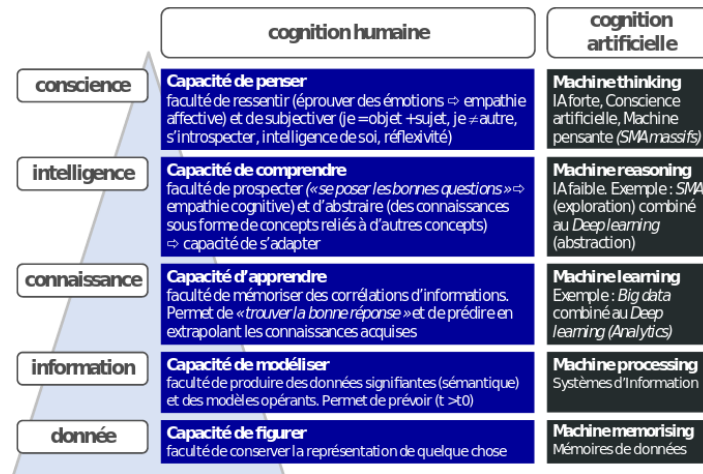 cognition humaine
cognition
artificielle
conscience
Capacité de penser
faculté de ressentir (éprouver des émotions ⇨ empathie
affective) et de subjectiver (je = objet + sujet, je ≠ autre,
s’introspecter, intelligence de soi, réflexivité)
Machine thinking
IA forte, Conscience
artificielle, Machine
pensante (SMA massifs)
intelligence
Capacité de comprendre
faculté de prospecter (« se poser les bonnes questions » ⇨
empathie cognitive) et d’abstraire (des connaissances
sous forme de concepts reliés à d’autres concepts)
⇨ capacité de s’adapter
Machine reasoning
IA faible. Exemple : SMA
(exploration) combiné
au Deep learning
(abstraction)
connaissance
Capacité d’apprendre
faculté de mémoriser des corrélations d’informations.
Permet de « trouver la bonne réponse » et de prédire en
extrapolant les connaissances acquises
Machine learning
Exemple : Big data
combiné au Deep
learning (Analytics)
information
Capacité de modéliser
faculté de produire des données signifiantes (sémantique)
et des modèles opérants. Permet de prévoir (t >t0)
Machine processing
Systèmes d’Information
donnée
Capacité de figurer
faculté de conserver la représentation de quelque chose
Machine memorising
Mémoires de données